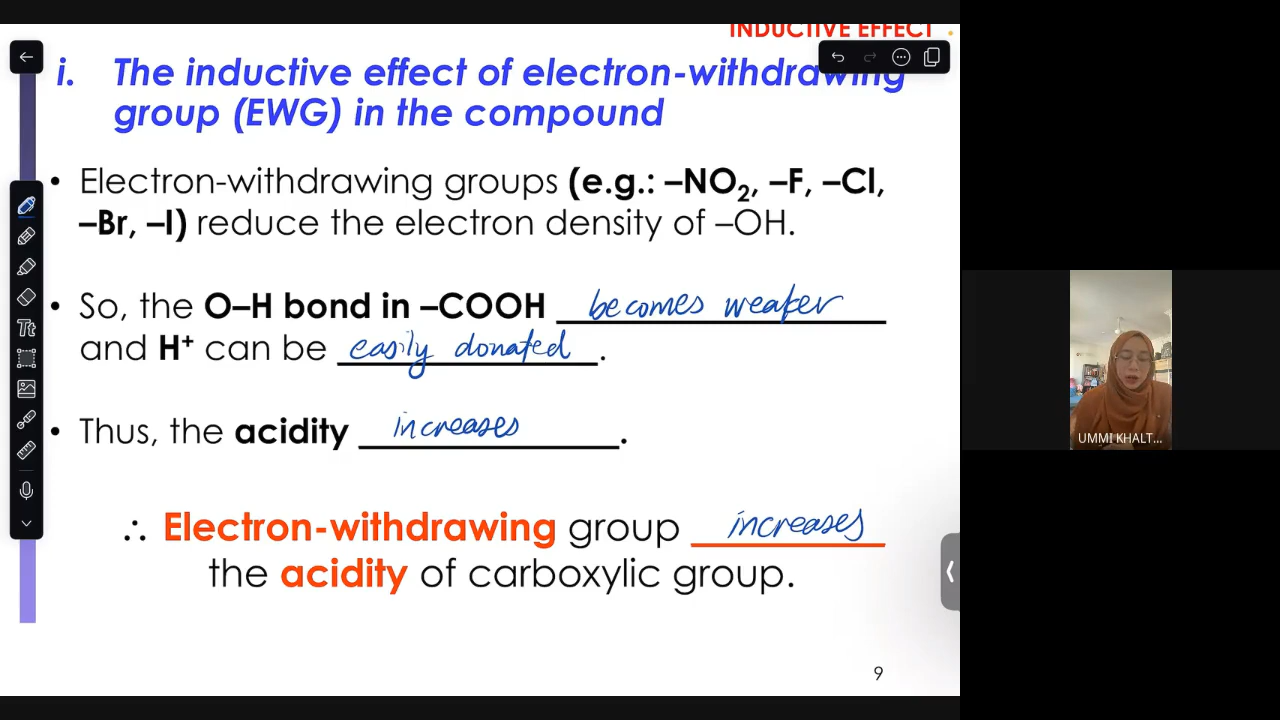 INDUCTIVE EFFECT
i. The inductive effect of electron-withdrawing
group (EWG) in the compound
• Electron-withdrawing groups (e.g.: –NO₂, –F, –Cl,
–Br, –I) reduce the electron density of –OH.
• So, the O–H bond in –COOH becomes weaker
and H⁺ can be easily donated.
• Thus, the acidity increases.
∴ Electron-withdrawing group increases
the acidity of carboxylic group.
9
Tt
UMMI KHALT...